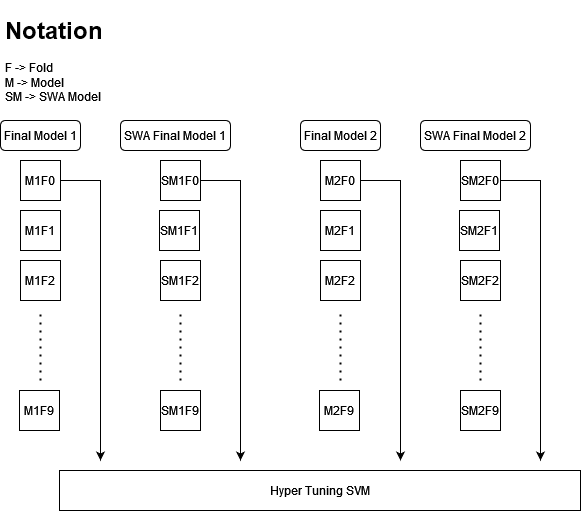 Notation
F -> Fold
M -> Model
SM -> SWA Model
Final Model 1
SWA Final Model 1
Final Model 2
SWA Final Model 2
M1F0
SM1F0
M2F0
SM2F0
M1F1
SM1F1
M2F1
SM2F1
M1F2
SM1F2
M2F2
SM2F2
M1F9
SM1F9
M2F9
SM2F9
Hyper Tuning SVM